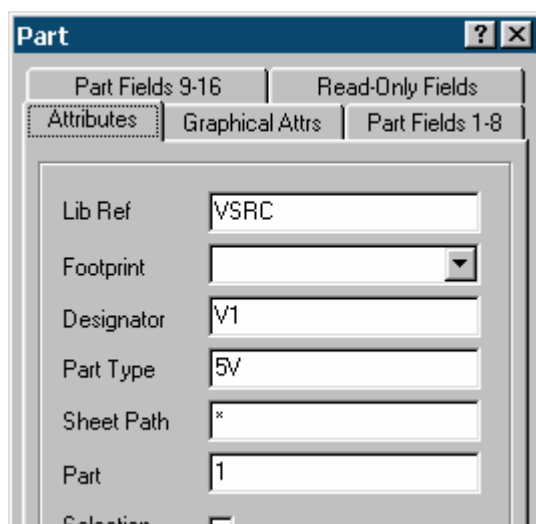 Part
Part Fields 9-16 Read-Only Fields
Attributes Graphical Attrs Part Fields 1-8
Lib Ref VSRC
Footprint
Designator V1
Part Type 5V
Sheet Path *
Part 1
Selection